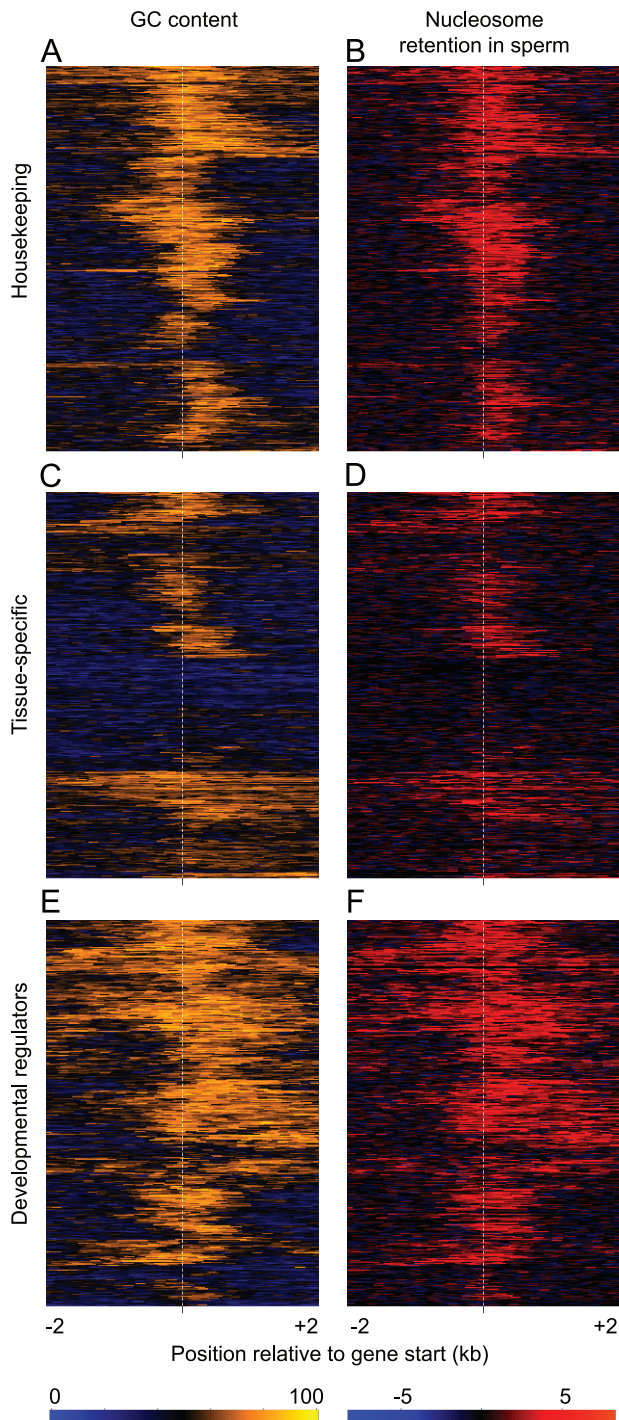 GC content
Nucleosome
retention in sperm
A
B
Housekeeping
C
D
Tissue-specific
E
F
Developmental regulators
-2
+2
-2
+2
Position relative to gene start (kb)
0
100
-5
5